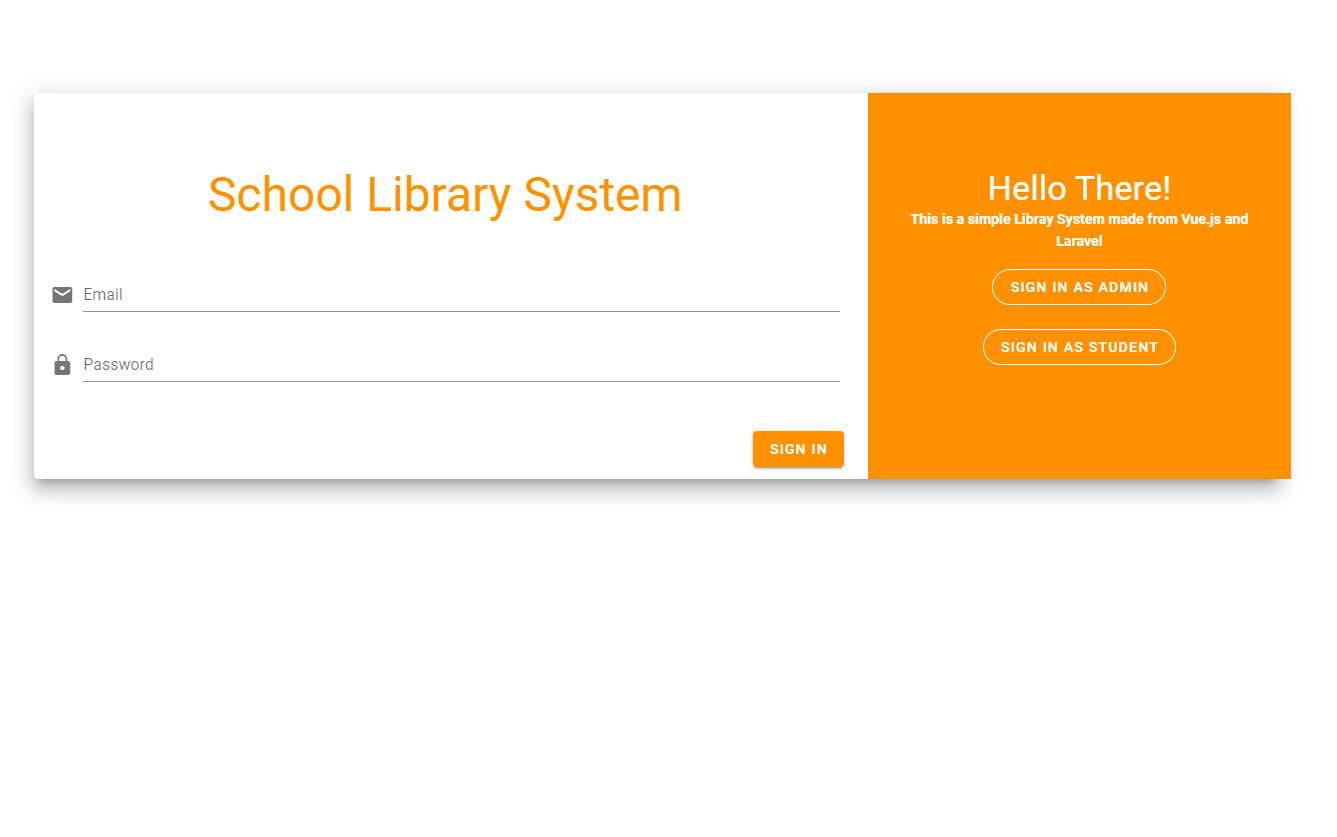 School Library System
Email
Password
SIGN IN
Hello There!
This is a simple Libray System made from Vue.js and
Laravel
SIGN IN AS ADMIN
SIGN IN AS STUDENT